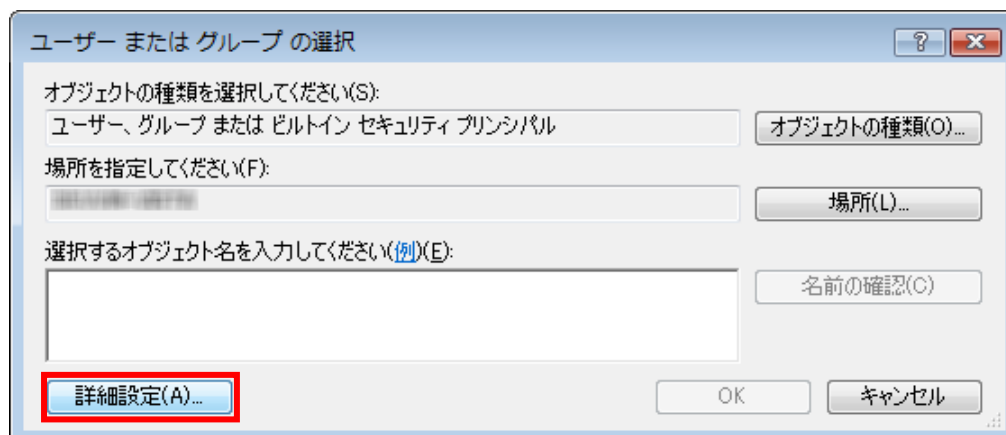 ユーザー または グループ の選択
オブジェクトの種類を選択してください(S):
ユーザー、グループ または ビルトイン セキュリティ プリンシパル
オブジェクトの種類(O)...
場所を指定してください(F):
場所(L)...
選択するオブジェクト名を入力してください(例)(E):
名前の確認(C)
詳細設定(A)...
OK
キャンセル